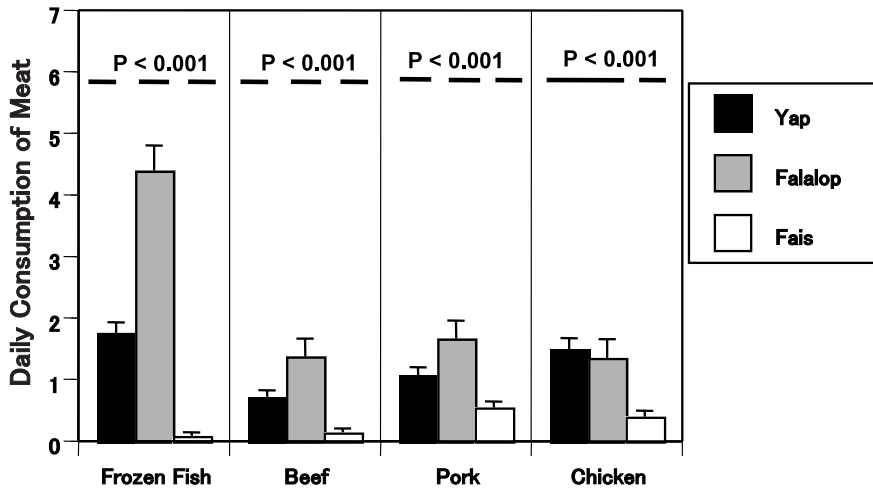 Daily Consumption of Meat
7
6
5
4
3
2
1
0
P < 0.001
P < 0.001
P < 0.001
P < 0.001
Frozen Fish
Beef
Pork
Chicken
Yap
Falalop
Fais